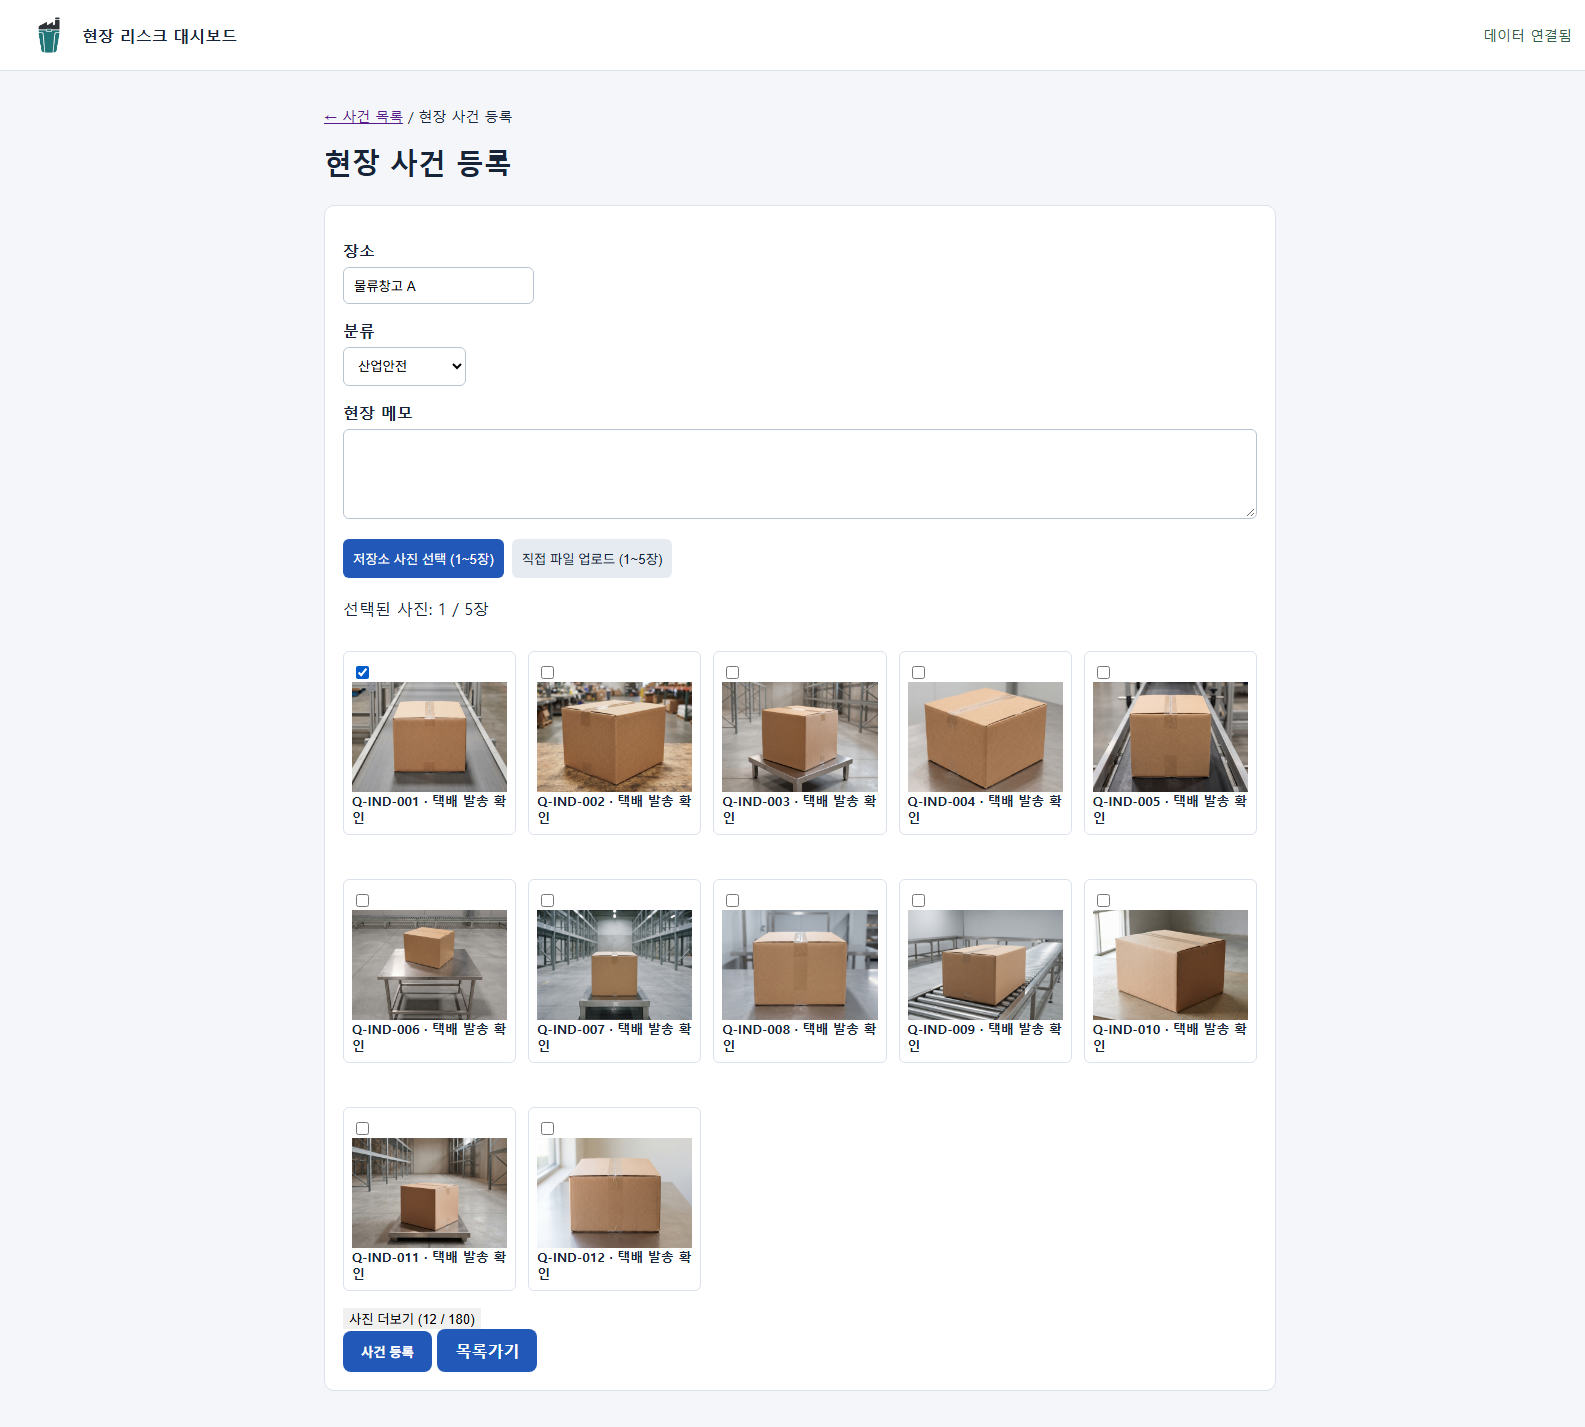 현장 리스크 대시보드
데이터 연결됨
← 사건 목록 / 현장 사건 등록
현장 사건 등록
장소
물류창고 A
분류
산업안전
현장 메모
저장소 사진 선택 (1~5장)
직접 파일 업로드 (1~5장)
선택된 사진: 1 / 5장
Q-IND-001 · 택배 발송 확
인
Q-IND-002 · 택배 발송 확
인
Q-IND-003 · 택배 발송 확
인
Q-IND-004 · 택배 발송 확
인
Q-IND-005 · 택배 발송 확
인
Q-IND-006 · 택배 발송 확
인
Q-IND-007 · 택배 발송 확
인
Q-IND-008 · 택배 발송 확
인
Q-IND-009 · 택배 발송 확
인
Q-IND-010 · 택배 발송 확
인
Q-IND-011 · 택배 발송 확
인
Q-IND-012 · 택배 발송 확
인
사진 더보기 (12 / 180)
사건 등록
목록가기